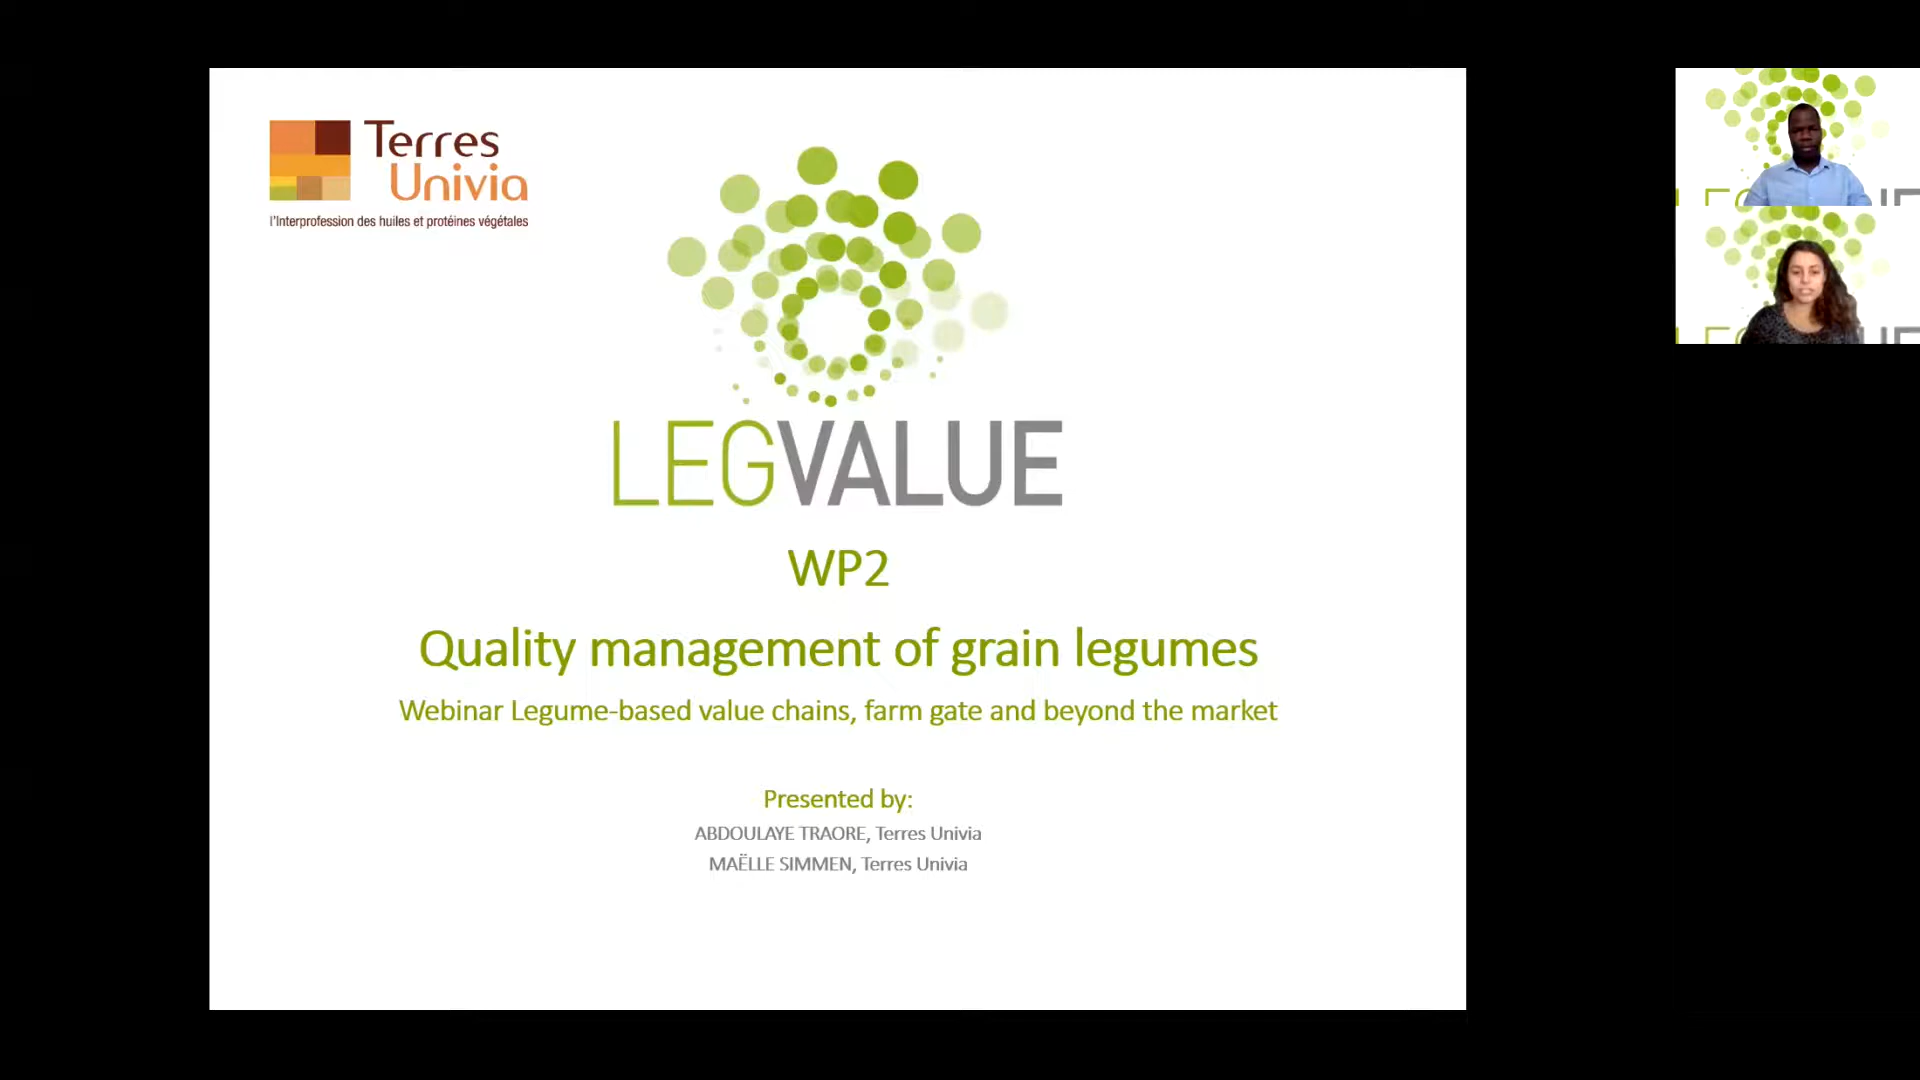 Terres
Univia
l'Interprofession des huiles et protéines végétales
LEGVALUE
WP2
Quality management of grain legumes
Webinar Legume-based value chains, farm gate and beyond the market
Presented by:
ABDOULAYE TRAORE, Terres Univia
MAËLLE SIMMEN, Terres Univia